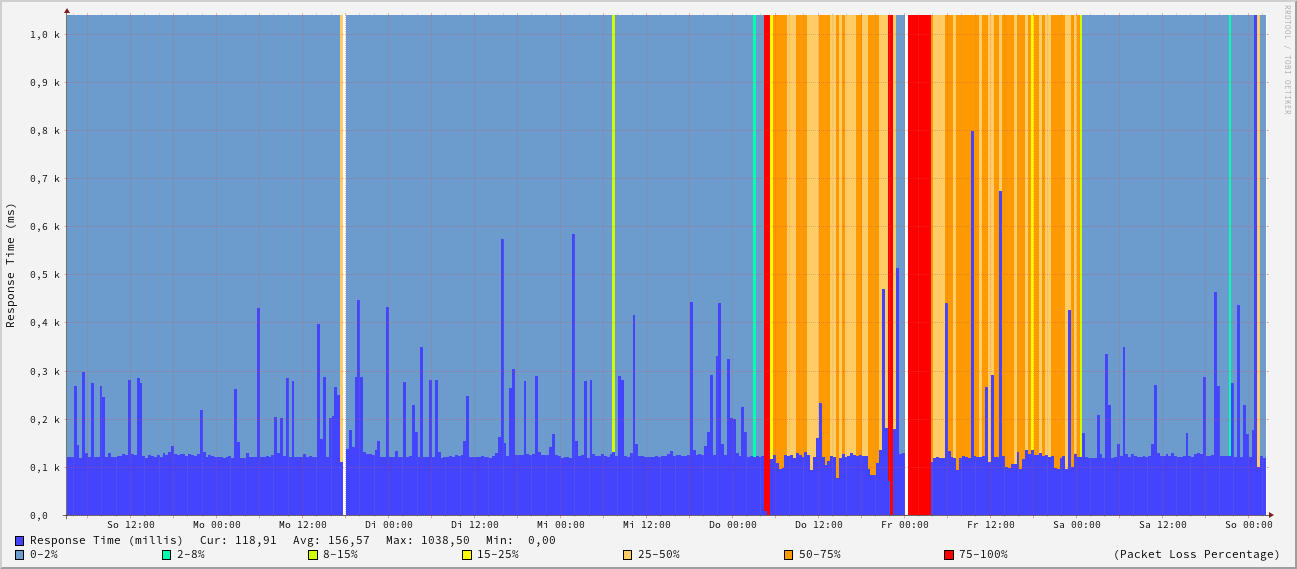 RRDTOOL / TOBI OETIKER
Response Time (ms)
1,0 k
0,9 k
0,8 k
0,7 k
0,6 k
0,5 k
0,4 k
0,3 k
0,2 k
0,1 k
0,0
So 12:00 Mo 00:00 Mo 12:00 Di 00:00 Di 12:00 Mi 00:00 Mi 12:00 Do 00:00 Do 12:00 Fr 00:00 Fr 12:00 Sa 00:00 Sa 12:00 So 00:00
Response Time (millis) Cur: 118,91 Avg: 156,57 Max: 1038,50 Min: 0,00
0-2% 2-8% 8-15% 15-25% 25-50% 50-75% 75-100% (Packet Loss Percentage)